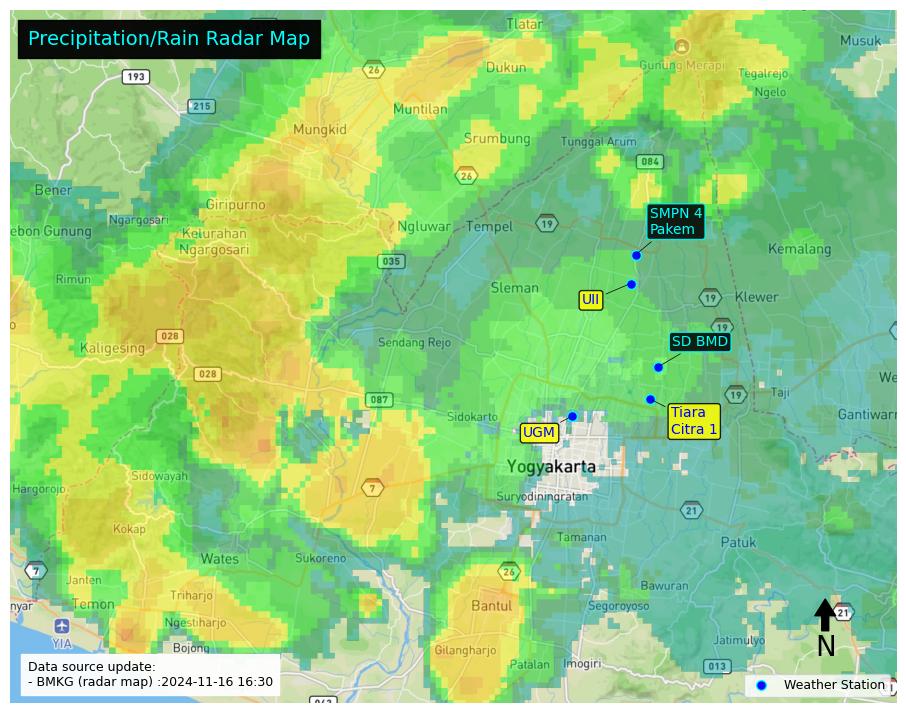 Precipitation/Rain Radar Map
Tlatar
Musuk
193
26
Dukun
Gunung Merapi
Tegalrejo
Ngelo
215
Muntilan
Mungkid
Srumbung
Tunggal Arum
084
26
Bener
Giripurno
Ngargosari
Kelurahan
Ngargosari
ebon Gunung
Ngluwar
Tempel
19
SMPN 4
Pakem
Kemalang
035
Rimun
Sleman
UII
19
Klewer
19
028
Kaligesing
Sendang Rejo
SD BMD
028
We
087
Sidokarto
19
Taji
Gantiwarn
UGM
Tiara
Citra 1
Yogyakarta
Sidowayah
Hargorojo
7
Suryodiningratan
21
Kokap
Tamanan
Patuk
Wates
Sukoreno
7
26
Janten
Bawuran
nyar
Temon
Triharjo
Bantul
Segoroyoso
21
Ngestiharjo
YIA
Bojong
Gilangharjo
Jatimulyo
N
Patalan
Imogiri
013
Data source update:
- BMKG (radar map) :2024-11-16 16:30
Weather Station